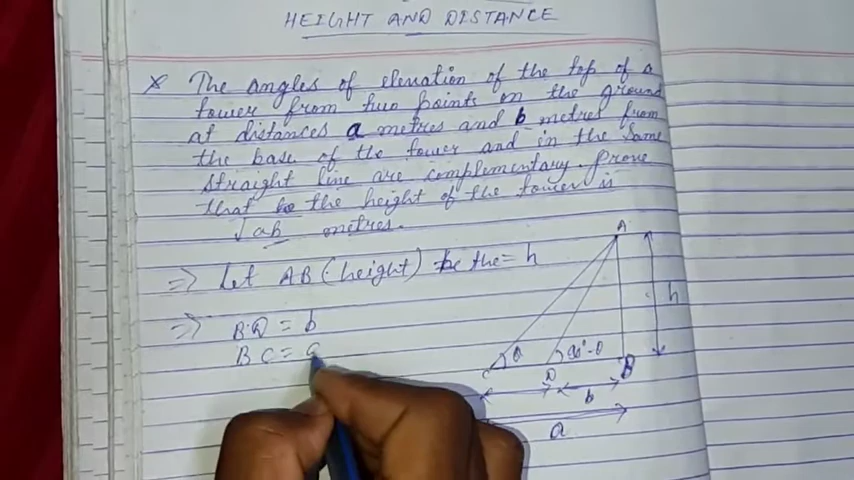 HEIGHT AND DISTANCE
* The angles of elevation of the top of a
tower from two points on the ground
at distances a metres and b metres from
the base of the tower and in the same
straight line are complementary. Prove
that the height of the tower is
√ab metres.
A
=> Let AB (height) be the = h
h
=> BD = b
BC = a
θ
90°-θ
C
D
B
b
a